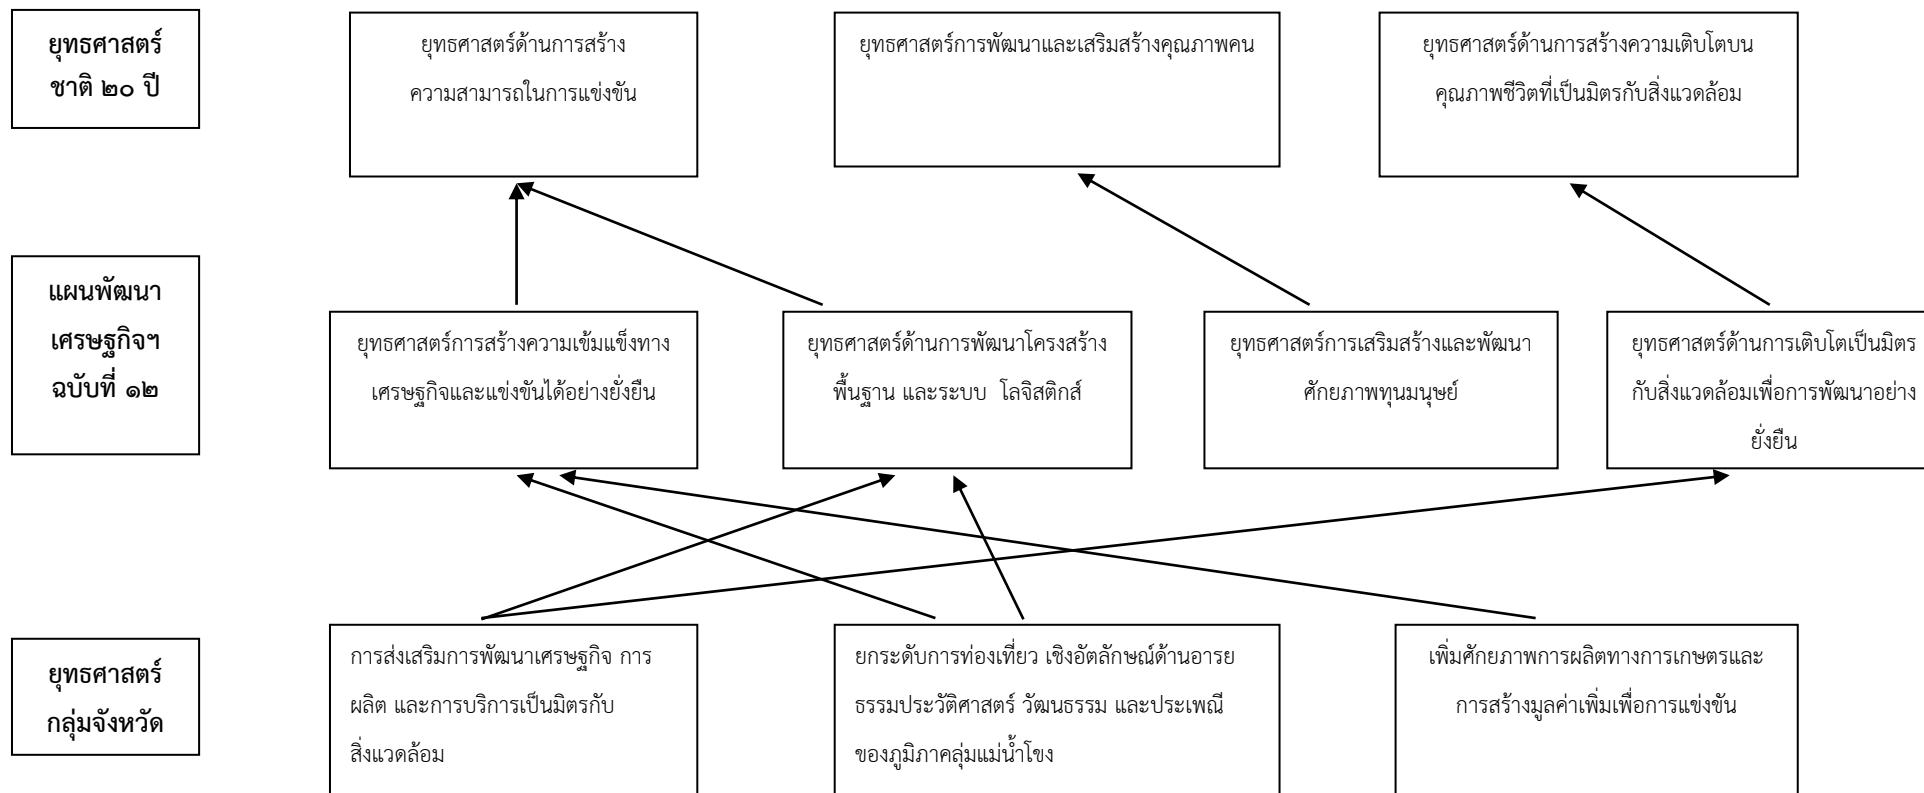 ยุทธศาสตร์
ชาติ ๒๐ ปี
ยุทธศาสตร์ด้านการสร้าง
ความสามารถในการแข่งขัน
ยุทธศาสตร์การพัฒนาและเสริมสร้างคุณภาพคน
ยุทธศาสตร์ด้านการสร้างความเติบโตบน
คุณภาพชีวิตที่เป็นมิตรกับสิ่งแวดล้อม
แผนพัฒนา
เศรษฐกิจฯ
ฉบับที่ ๑๒
ยุทธศาสตร์การสร้างความเข้มแข็งทาง
เศรษฐกิจและแข่งขันได้อย่างยั่งยืน
ยุทธศาสตร์ด้านการพัฒนาโครงสร้าง
พื้นฐาน และระบบ โลจิสติกส์
ยุทธศาสตร์การเสริมสร้างและพัฒนา
ศักยภาพทุนมนุษย์
ยุทธศาสตร์ด้านการเติบโตเป็นมิตร
กับสิ่งแวดล้อมเพื่อการพัฒนาอย่าง
ยั่งยืน
ยุทธศาสตร์
กลุ่มจังหวัด
การส่งเสริมการพัฒนาเศรษฐกิจ การ
ผลิต และการบริการเป็นมิตรกับ
สิ่งแวดล้อม
ยกระดับการท่องเที่ยว เชิงอัตลักษณ์ด้านอารย
ธรรมประวัติศาสตร์ วัฒนธรรม และประเพณี
ของภูมิภาคลุ่มแม่น้ำโขง
เพิ่มศักยภาพการผลิตทางการเกษตรและ
การสร้างมูลค่าเพิ่มเพื่อการแข่งขัน